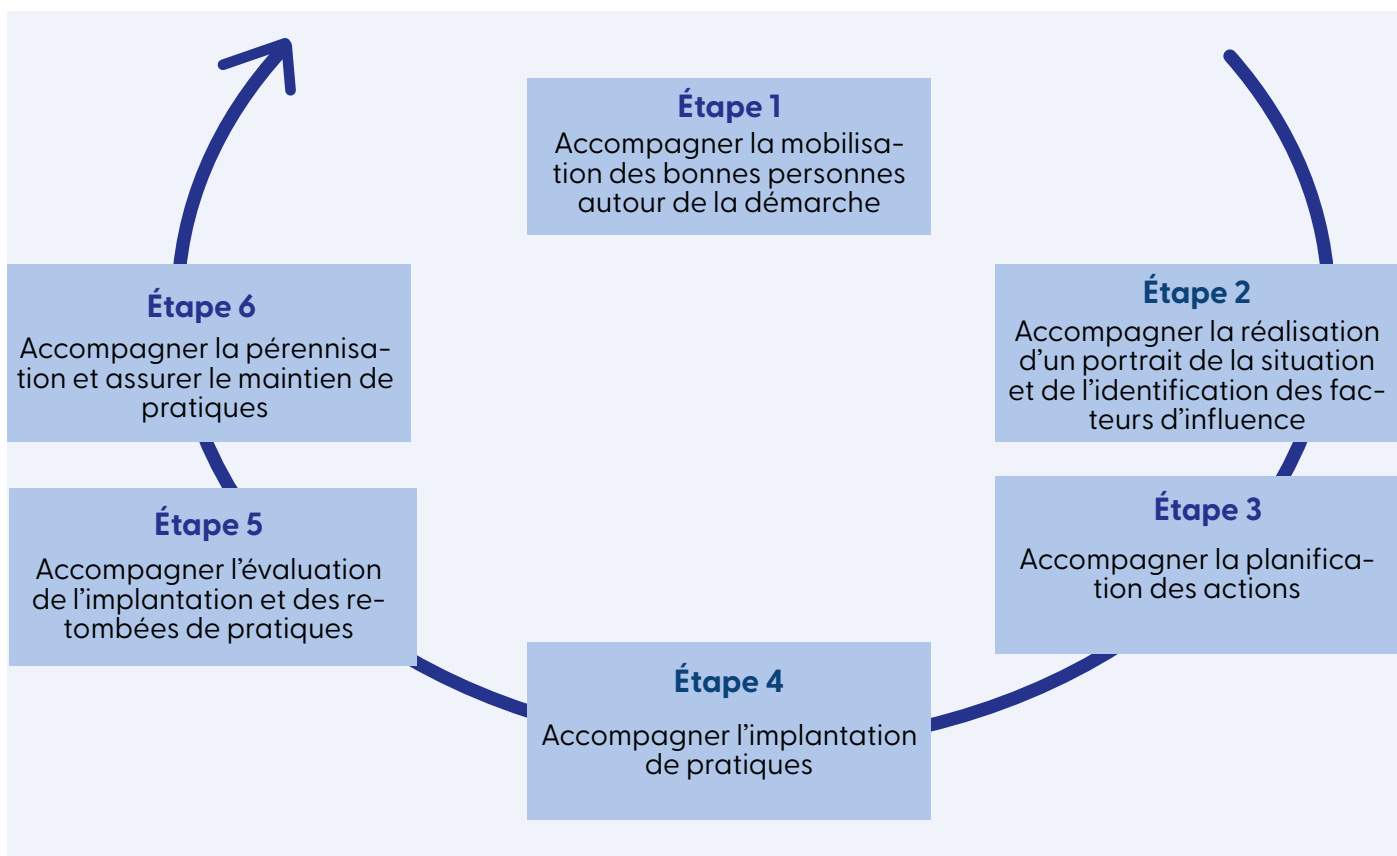 Étape 1
Accompagner la mobilisa-
tion des bonnes personnes
autour de la démarche
Étape 2
Accompagner la réalisation
d'un portrait de la situation
et de l'identification des fac-
teurs d'influence
Étape 3
Accompagner la planifica-
tion des actions
Étape 4
Accompagner l'implantation
de pratiques
Étape 5
Accompagner l'évaluation
de l'implantation et des re-
tombées de pratiques
Étape 6
Accompagner la pérennisa-
tion et assurer le maintien de
pratiques